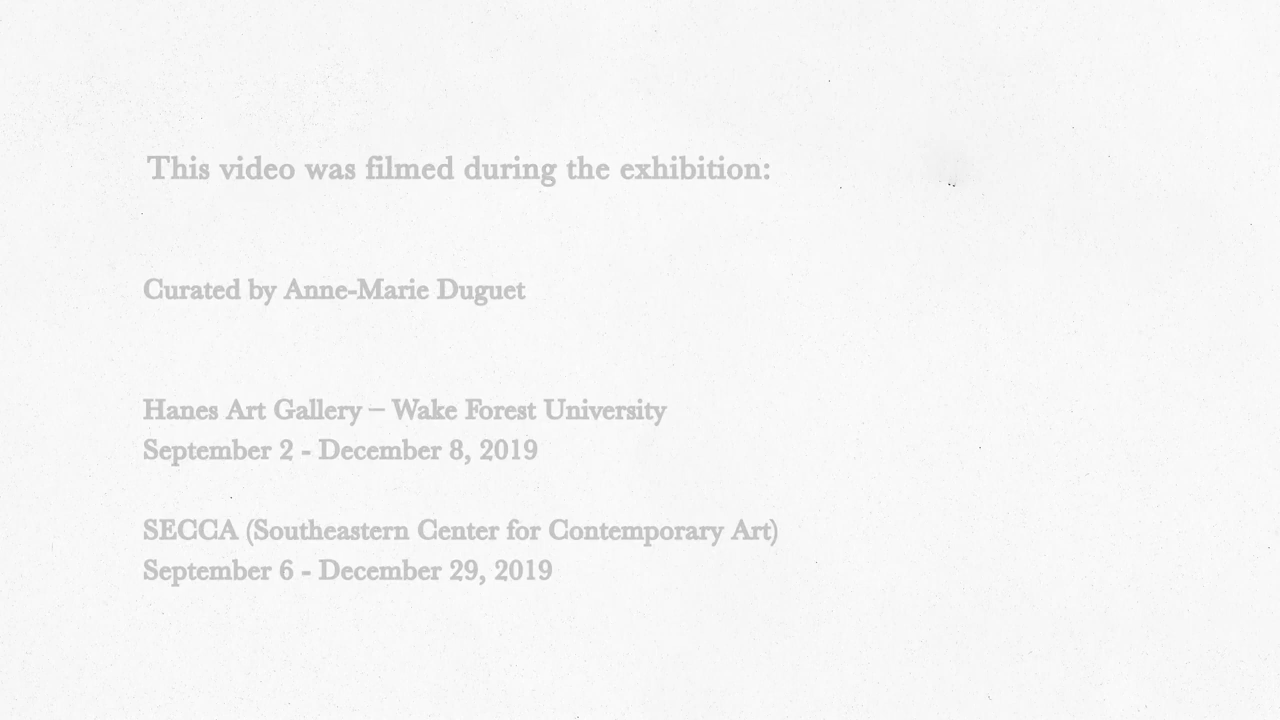 This video was filmed during the exhibition:
Curated by Anne-Marie Duguet
Hanes Art Gallery – Wake Forest University
September 2 - December 8, 2019
SECCA (Southeastern Center for Contemporary Art)
September 6 - December 29, 2019